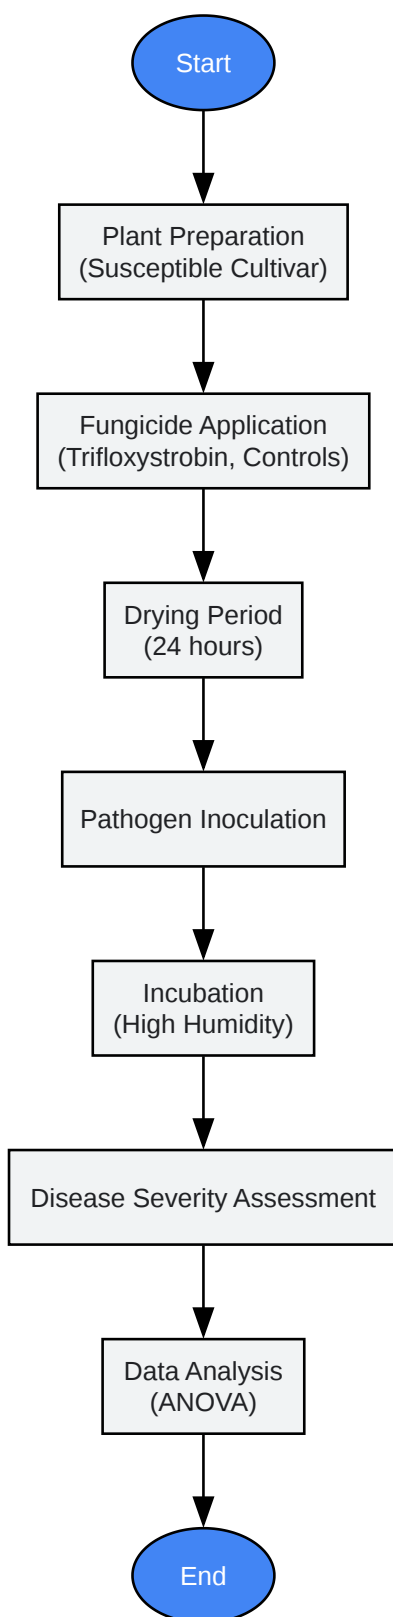 Start
Plant Preparation
(Susceptible Cultivar)
Fungicide Application
(Trifloxystrobin, Controls)
Drying Period
(24 hours)
Pathogen Inoculation
Incubation
(High Humidity)
Disease Severity Assessment
Data Analysis
(ANOVA)
End